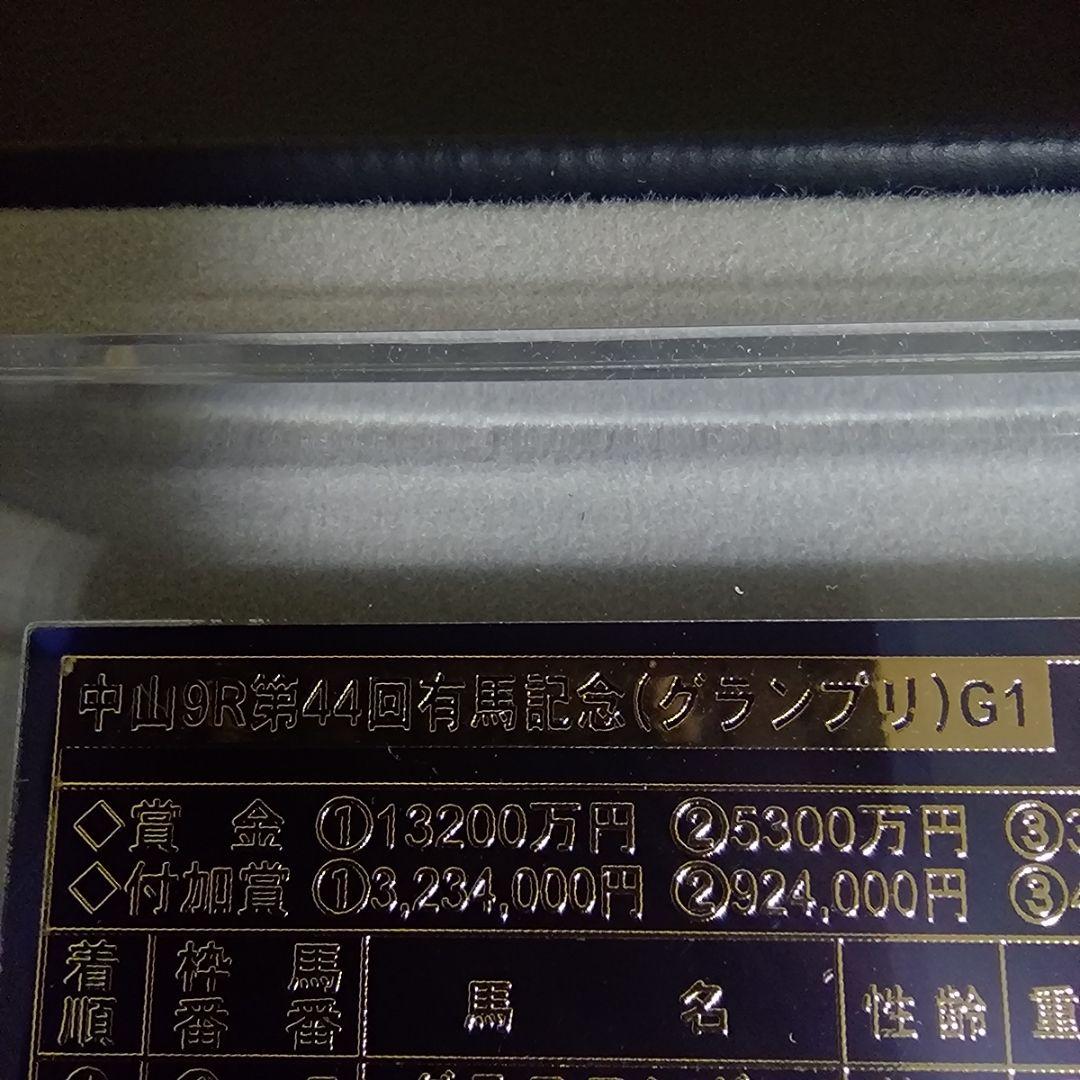 中山9R第44回有馬記念(グランプリ)G1
◇賞 金 ①13200万円 ②5300万円 ③3
◇付加賞 ①3,234,000円 ②924,000円 ③4
着順 枠番 馬番 馬 名 性齢 重